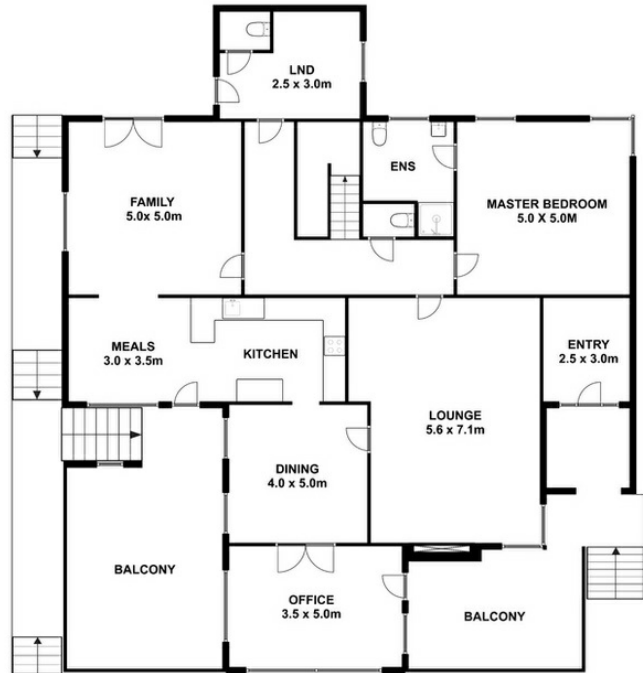 LND
2.5 x 3.0m
FAMILY
5.0x 5.0m
ENS
MASTER BEDROOM
5.0 X 5.0M
MEALS
3.0 x 3.5m
KITCHEN
ENTRY
2.5 x 3.0m
LOUNGE
5.6 x 7.1m
DINING
4.0 x 5.0m
BALCONY
OFFICE
3.5 x 5.0m
BALCONY